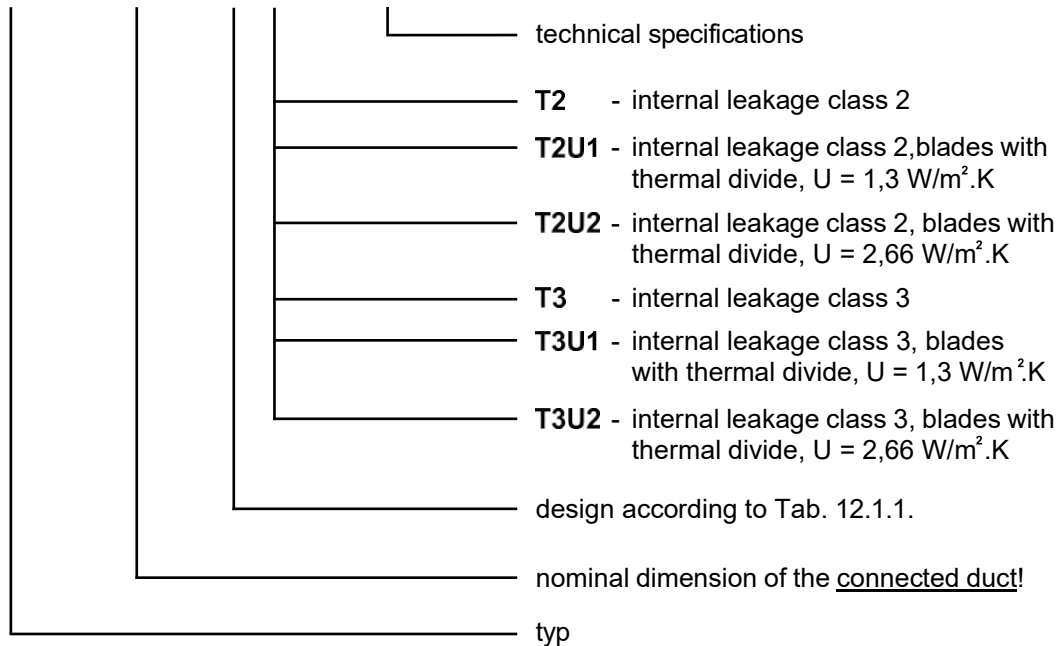 technical specifications
T2 - internal leakage class 2
T2U1 - internal leakage class 2,blades with
thermal divide, U = 1,3 W/m².K
T2U2 - internal leakage class 2, blades with
thermal divide, U = 2,66 W/m².K
T3 - internal leakage class 3
T3U1 - internal leakage class 3, blades
with thermal divide, U = 1,3 W/m².K
T3U2 - internal leakage class 3, blades with
thermal divide, U = 2,66 W/m².K
design according to Tab. 12.1.1.
nominal dimension of the connected duct!
typ